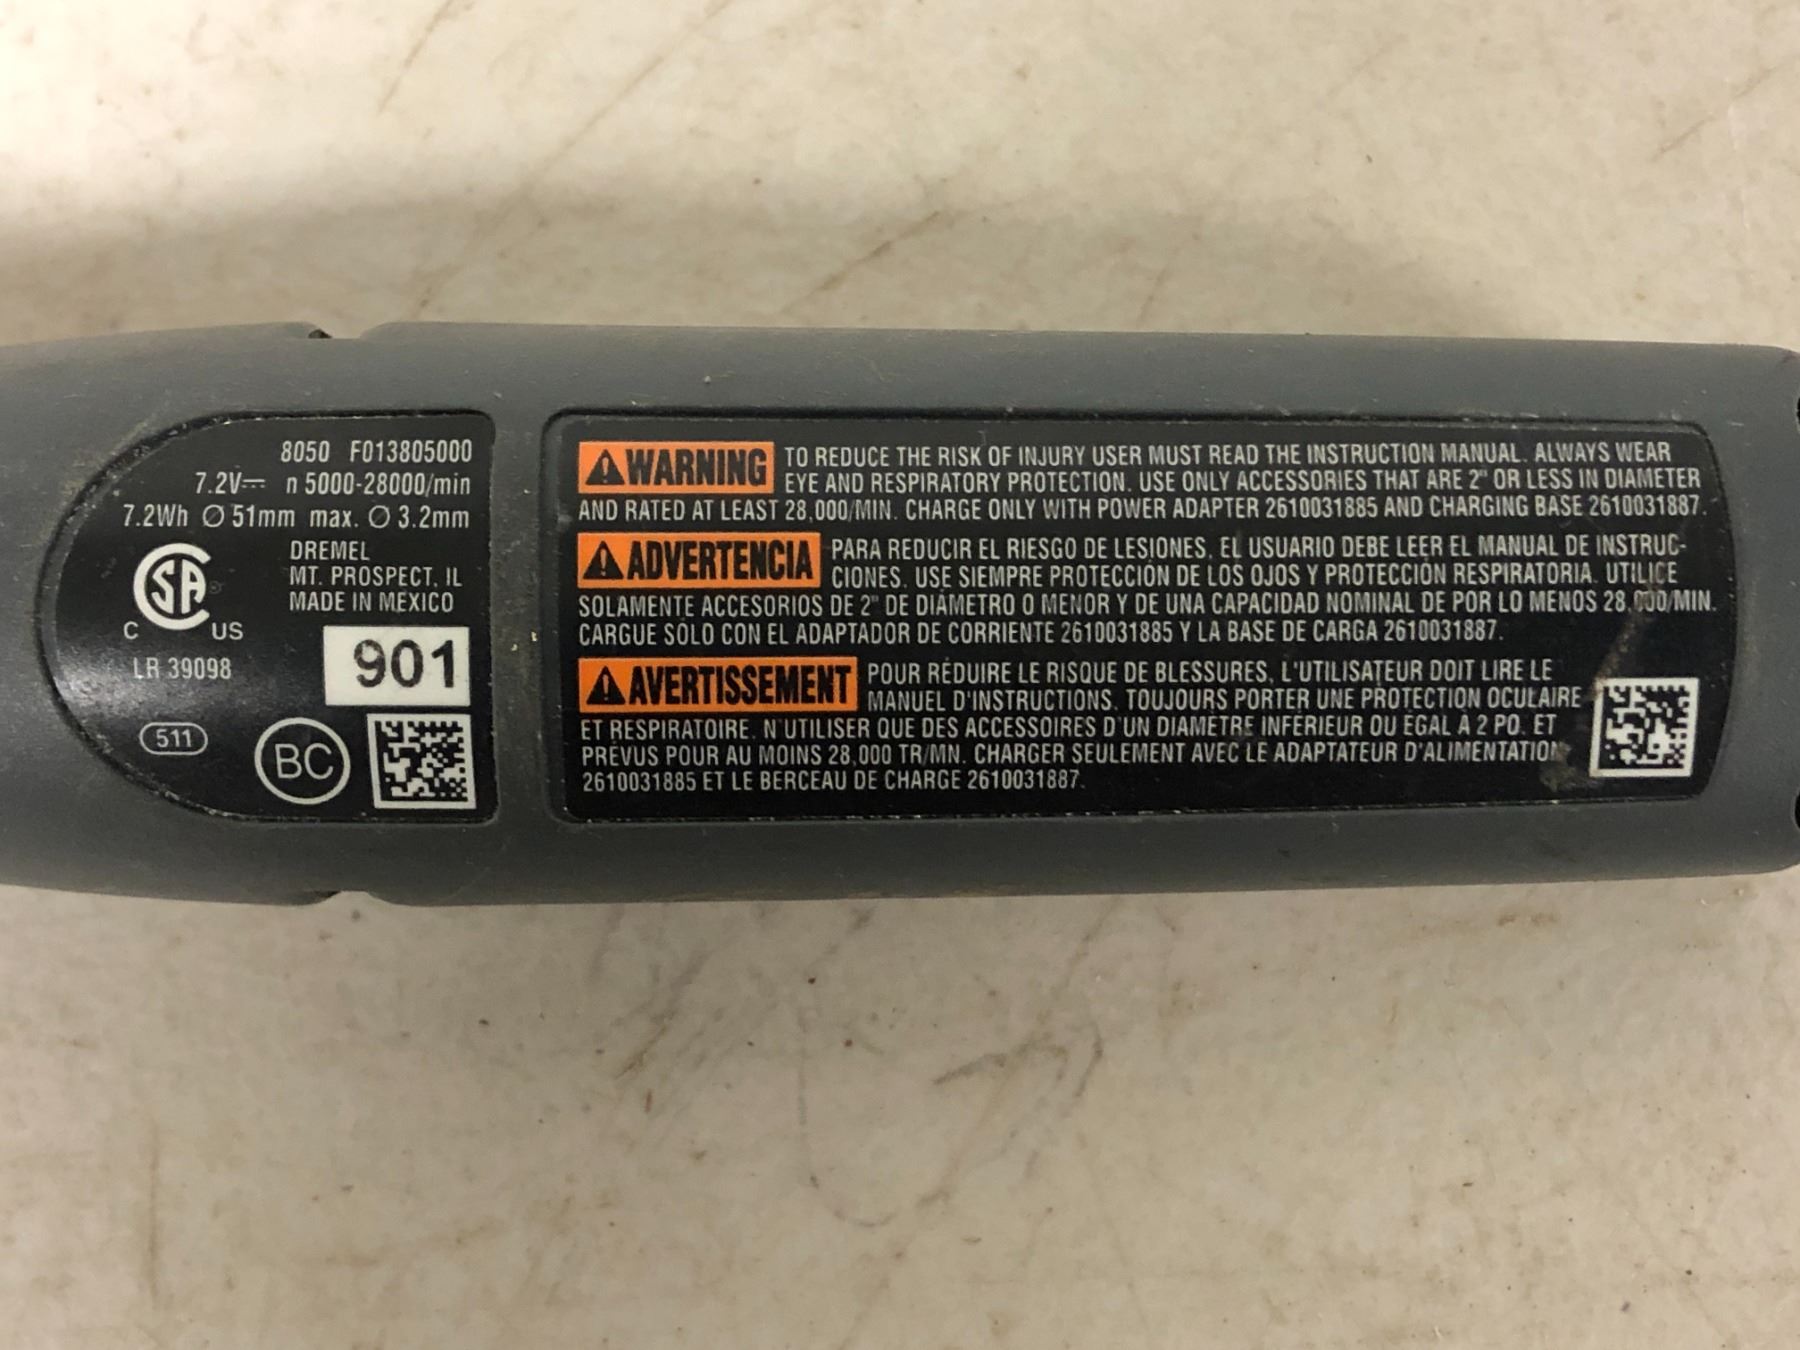 8050 F013805000
7.2V⎓ n 5000-28000/min
7.2Wh ∅ 51mm max. ∅ 3.2mm
SA
C US
LR 39098
DREMEL
MT. PROSPECT, IL
MADE IN MEXICO
901
511
BC
WARNING TO REDUCE THE RISK OF INJURY USER MUST READ THE INSTRUCTION MANUAL. ALWAYS WEAR
EYE AND RESPIRATORY PROTECTION. USE ONLY ACCESSORIES THAT ARE 2" OR LESS IN DIAMETER
AND RATED AT LEAST 28,000/MIN. CHARGE ONLY WITH POWER ADAPTER 2610031885 AND CHARGING BASE 2610031887.
ADVERTENCIA PARA REDUCIR EL RIESGO DE LESIONES, EL USUARIO DEBE LEER EL MANUAL DE INSTRUC-
CIONES. USE SIEMPRE PROTECCIÓN DE LOS OJOS Y PROTECCIÓN RESPIRATORIA. UTILICE
SOLAMENTE ACCESORIOS DE 2" DE DIÁMETRO O MENOR Y DE UNA CAPACIDAD NOMINAL DE POR LO MENOS 28,000/MIN.
CARGUE SÓLO CON EL ADAPTADOR DE CORRIENTE 2610031885 Y LA BASE DE CARGA 2610031887.
AVERTISSEMENT POUR RÉDUIRE LE RISQUE DE BLESSURES, L'UTILISATEUR DOIT LIRE LE
MANUEL D'INSTRUCTIONS. TOUJOURS PORTER UNE PROTECTION OCULAIRE
ET RESPIRATOIRE. N'UTILISER QUE DES ACCESSOIRES D'UN DIAMÈTRE INFÉRIEUR OU ÉGAL À 2 PO. ET
PRÉVUS POUR AU MOINS 28,000 TR/MN. CHARGER SEULEMENT AVEC LE ADAPTATEUR D'ALIMENTATION
2610031885 ET LE BERCEAU DE CHARGE 2610031887.